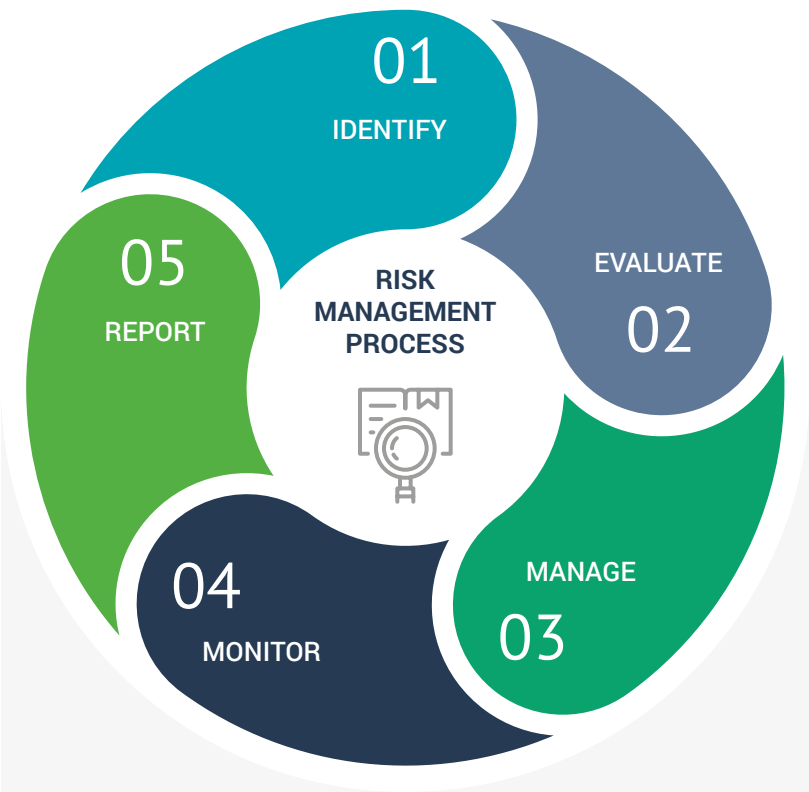 01
IDENTIFY
EVALUATE
02
MANAGE
03
04
MONITOR
05
REPORT
RISK
MANAGEMENT
PROCESS